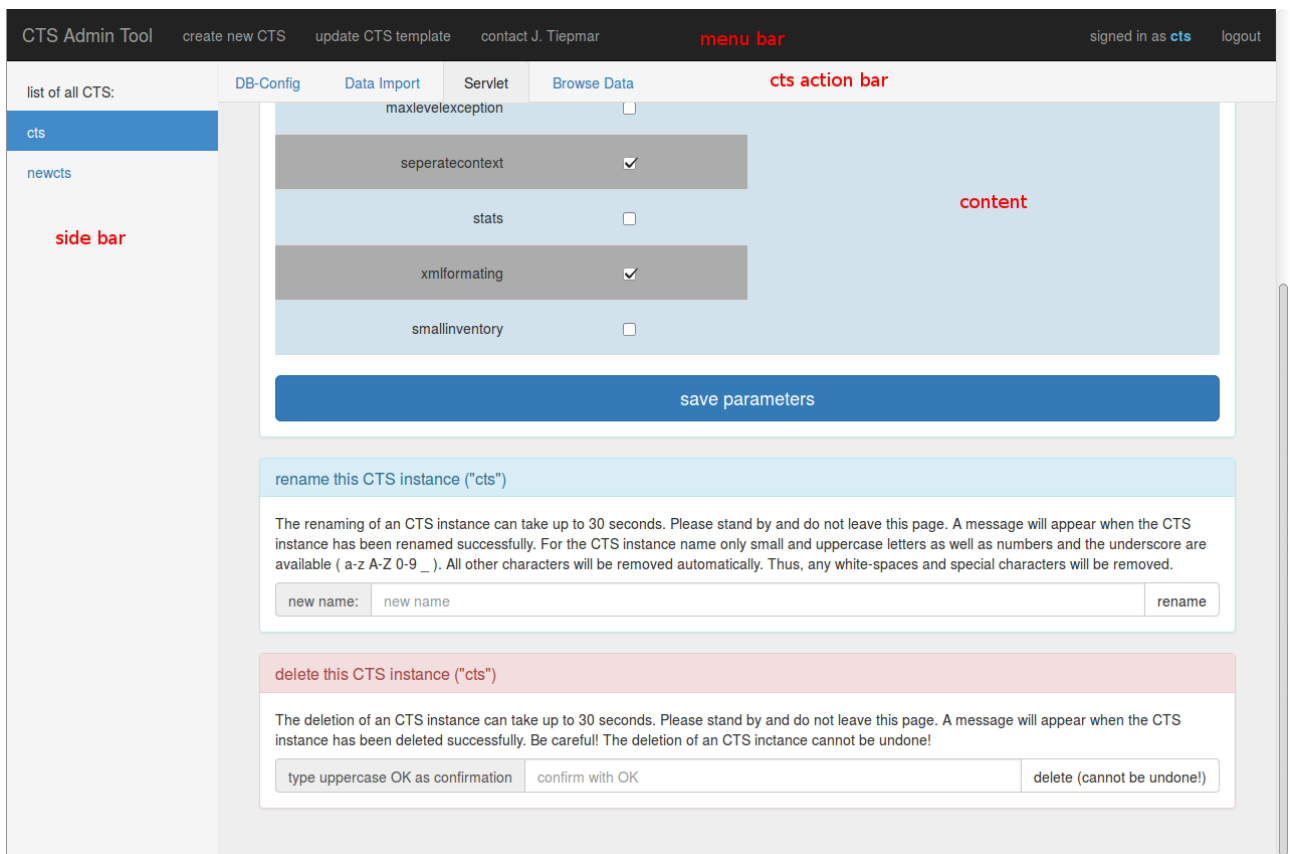 CTS Admin Tool create new CTS update CTS template contact J. Tiepmar menu bar signed in as cts logout
list of all CTS:
cts
newcts
side bar
DB-Config Data Import Servlet Browse Data cts action bar
maxlevelexception
seperatecontext
content
stats
xmlformating
smallinventory
save parameters
rename this CTS instance ("cts")
The renaming of an CTS instance can take up to 30 seconds. Please stand by and do not leave this page. A message will appear when the CTS
instance has been renamed successfully. For the CTS instance name only small and uppercase letters as well as numbers and the underscore are
available ( a-z A-Z 0-9 _ ). All other characters will be removed automatically. Thus, any white-spaces and special characters will be removed.
new name: new name rename
delete this CTS instance ("cts")
The deletion of an CTS instance can take up to 30 seconds. Please stand by and do not leave this page. A message will appear when the CTS
instance has been deleted successfully. Be careful! The deletion of an CTS inctance cannot be undone!
type uppercase OK as confirmation confirm with OK delete (cannot be undone!)